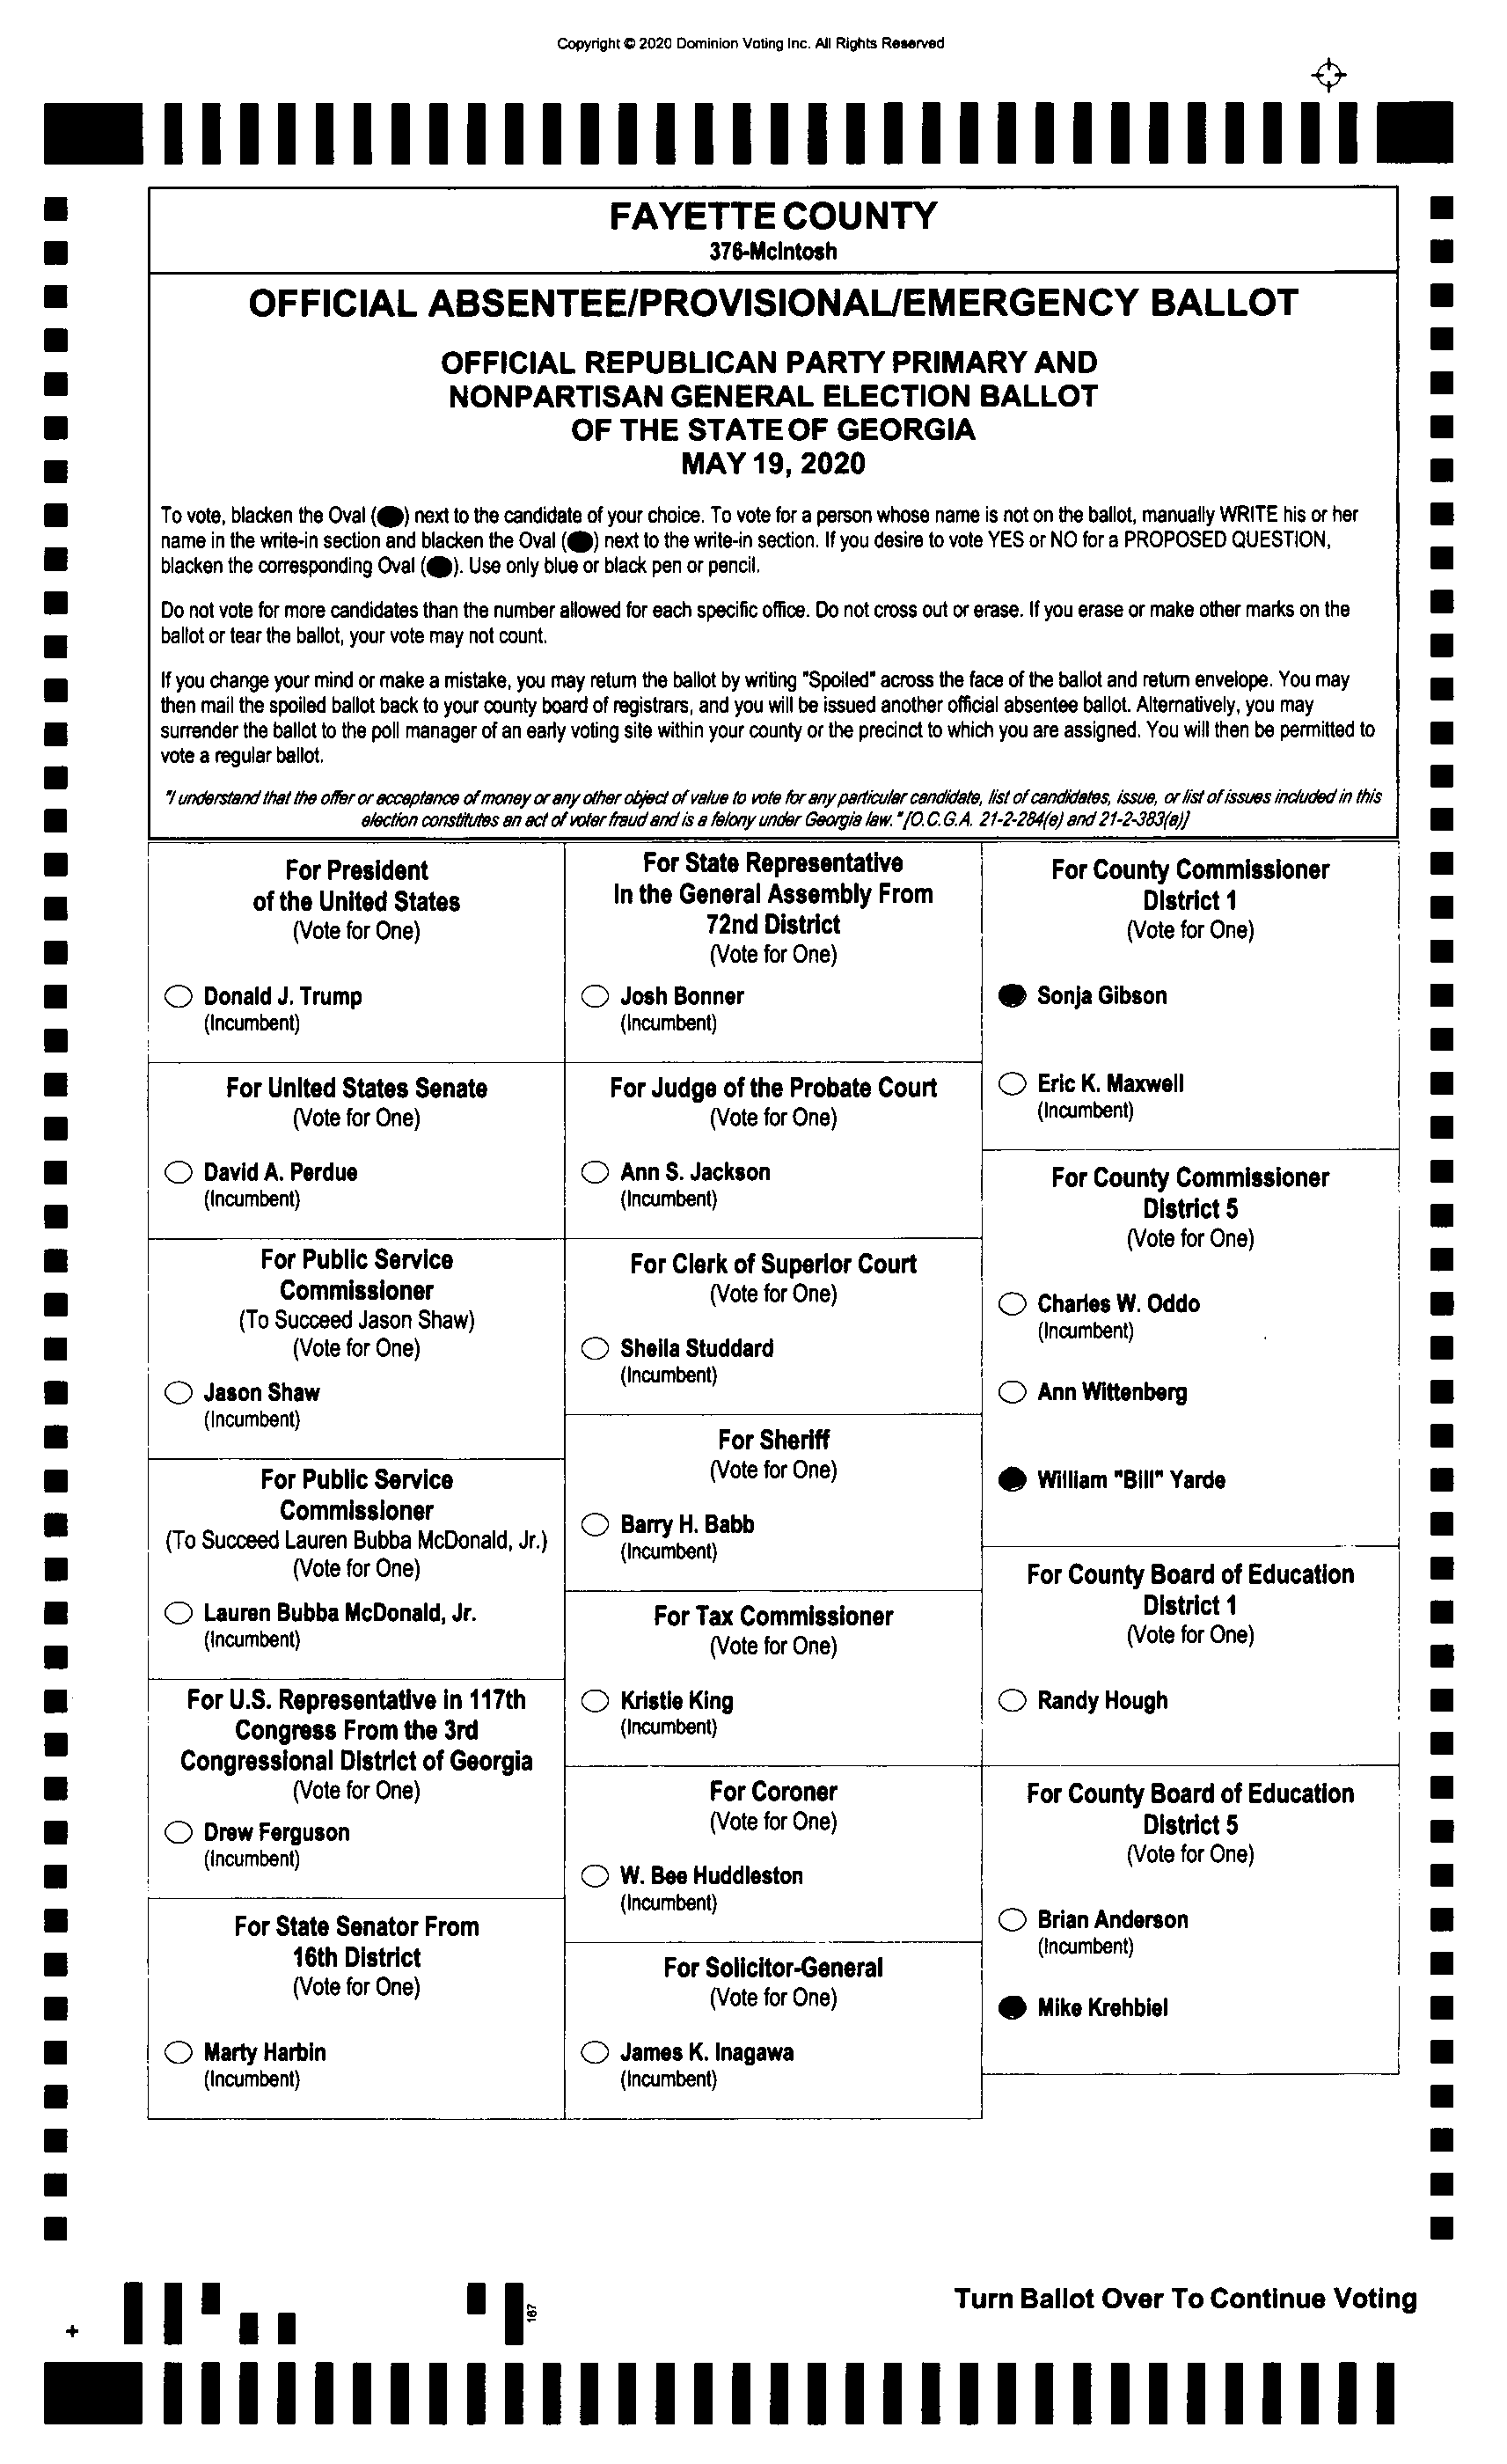 Copyright © 2020 Dominion Voting Inc. All Rights Reserved
FAYETTE COUNTY
376-McIntosh
OFFICIAL ABSENTEE/PROVISIONAL/EMERGENCY BALLOT
OFFICIAL REPUBLICAN PARTY PRIMARY AND
NONPARTISAN GENERAL ELECTION BALLOT
OF THE STATE OF GEORGIA
MAY 19, 2020
To vote, blacken the Oval () next to the candidate of your choice. To vote for a person whose name is not on the ballot, manually WRITE his or her
name in the write-in section and blacken the Oval () next to the write-in section. If you desire to vote YES or NO for a PROPOSED QUESTION,
blacken the corresponding Oval (). Use only blue or black pen or pencil.
Do not vote for more candidates than the number allowed for each specific office. Do not cross out or erase. If you erase or make other marks on the
ballot or tear the ballot, your vote may not count.
If you change your mind or make a mistake, you may return the ballot by writing "Spoiled" across the face of the ballot and return envelope. You may
then mail the spoiled ballot back to your county board of registrars, and you will be issued another official absentee ballot. Alternatively, you may
surrender the ballot to the poll manager of an early voting site within your county or the precinct to which you are assigned. You will then be permitted to
vote a regular ballot.
"I understand that the offer or acceptance of money or any other object of value to vote for any particular candidate, list of candidates, issue, or list of issues included in this
election constitutes an act of voter fraud and is a felony under Georgia law." [O.C.G.A. 21-2-284(e) and 21-2-383(a)]
For President
of the United States
(Vote for One)
Donald J. Trump
(Incumbent)
For United States Senate
(Vote for One)
David A. Perdue
(Incumbent)
For Public Service
Commissioner
(To Succeed Jason Shaw)
(Vote for One)
Jason Shaw
(Incumbent)
For Public Service
Commissioner
(To Succeed Lauren Bubba McDonald, Jr.)
(Vote for One)
Lauren Bubba McDonald, Jr.
(Incumbent)
For U.S. Representative in 117th
Congress From the 3rd
Congressional District of Georgia
(Vote for One)
Drew Ferguson
(Incumbent)
For State Senator From
16th District
(Vote for One)
Marty Harbin
(Incumbent)
For State Representative
In the General Assembly From
72nd District
(Vote for One)
Josh Bonner
(Incumbent)
For Judge of the Probate Court
(Vote for One)
Ann S. Jackson
(Incumbent)
For Clerk of Superior Court
(Vote for One)
Sheila Studdard
(Incumbent)
For Sheriff
(Vote for One)
Barry H. Babb
(Incumbent)
For Tax Commissioner
(Vote for One)
Kristie King
(Incumbent)
For Coroner
(Vote for One)
W. Bee Huddleston
(Incumbent)
For Solicitor-General
(Vote for One)
James K. Inagawa
(Incumbent)
For County Commissioner
District 1
(Vote for One)
Sonja Gibson
Eric K. Maxwell
(Incumbent)
For County Commissioner
District 5
(Vote for One)
Charles W. Oddo
(Incumbent)
Ann Wittenberg
William "Bill" Yarde
For County Board of Education
District 1
(Vote for One)
Randy Hough
For County Board of Education
District 5
(Vote for One)
Brian Anderson
(Incumbent)
Mike Krehbiel
Turn Ballot Over To Continue Voting
167
+